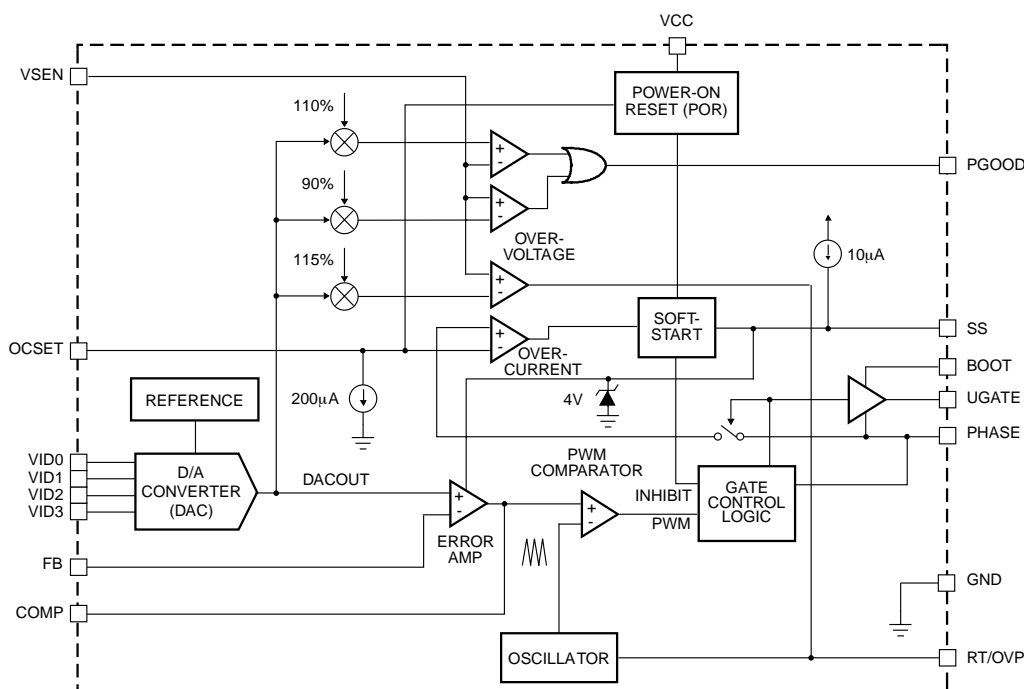 VCC
VSEN
POWER-ON
RESET (POR)
110%
+
-
PGOOD
90%
+
-
OVER-
VOLTAGE
10µA
115%
+
-
SOFT-
START
SS
+
-
OCSET
OVER-
CURRENT
BOOT
REFERENCE
200µA
4V
UGATE
PHASE
VID0
VID1
VID2
VID3
D/A
CONVERTER
(DAC)
DACOUT
PWM
COMPARATOR
+
-
+
-
INHIBIT
PWM
GATE
CONTROL
LOGIC
ERROR
AMP
FB
GND
COMP
OSCILLATOR
RT/OVP